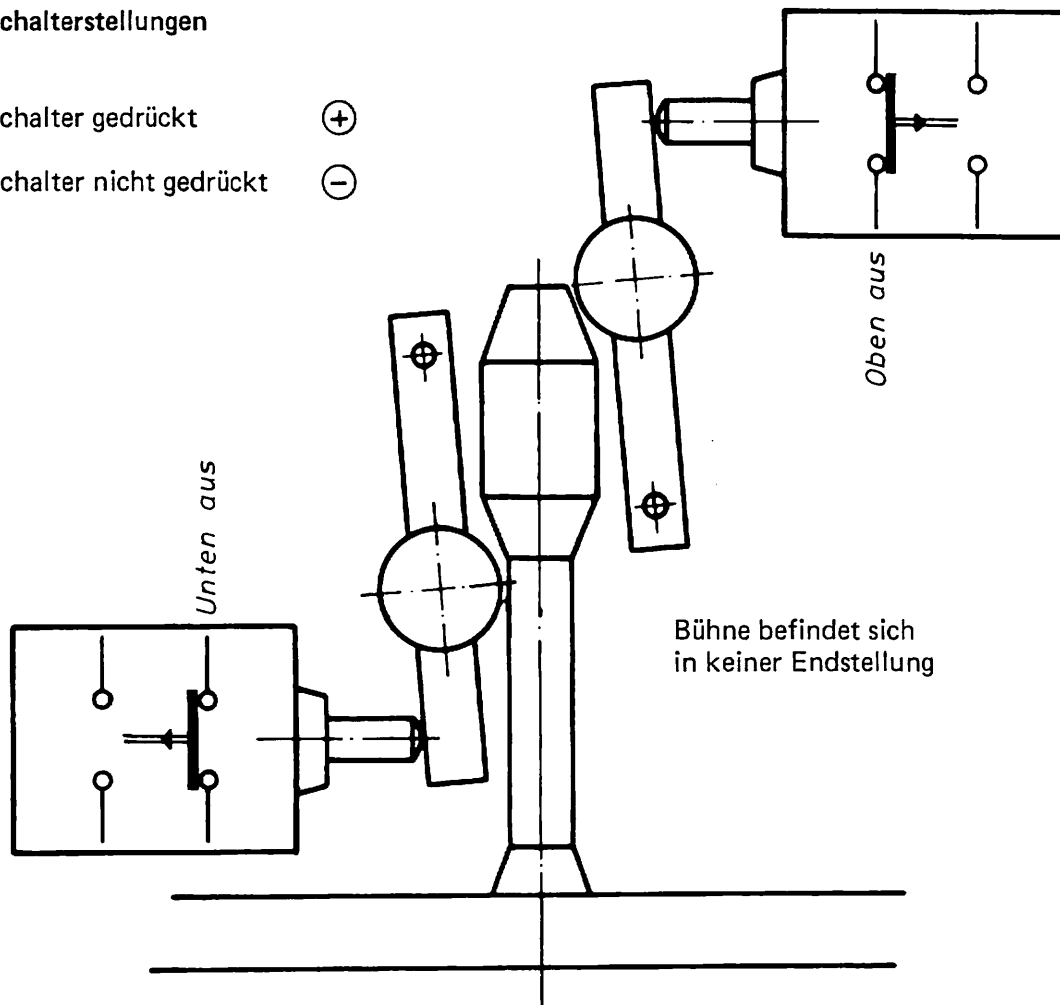 chalterstellungen
chalter gedrückt
chalter nicht gedrückt
Oben aus
Unten aus
Bühne befindet sich
in keiner Endstellung